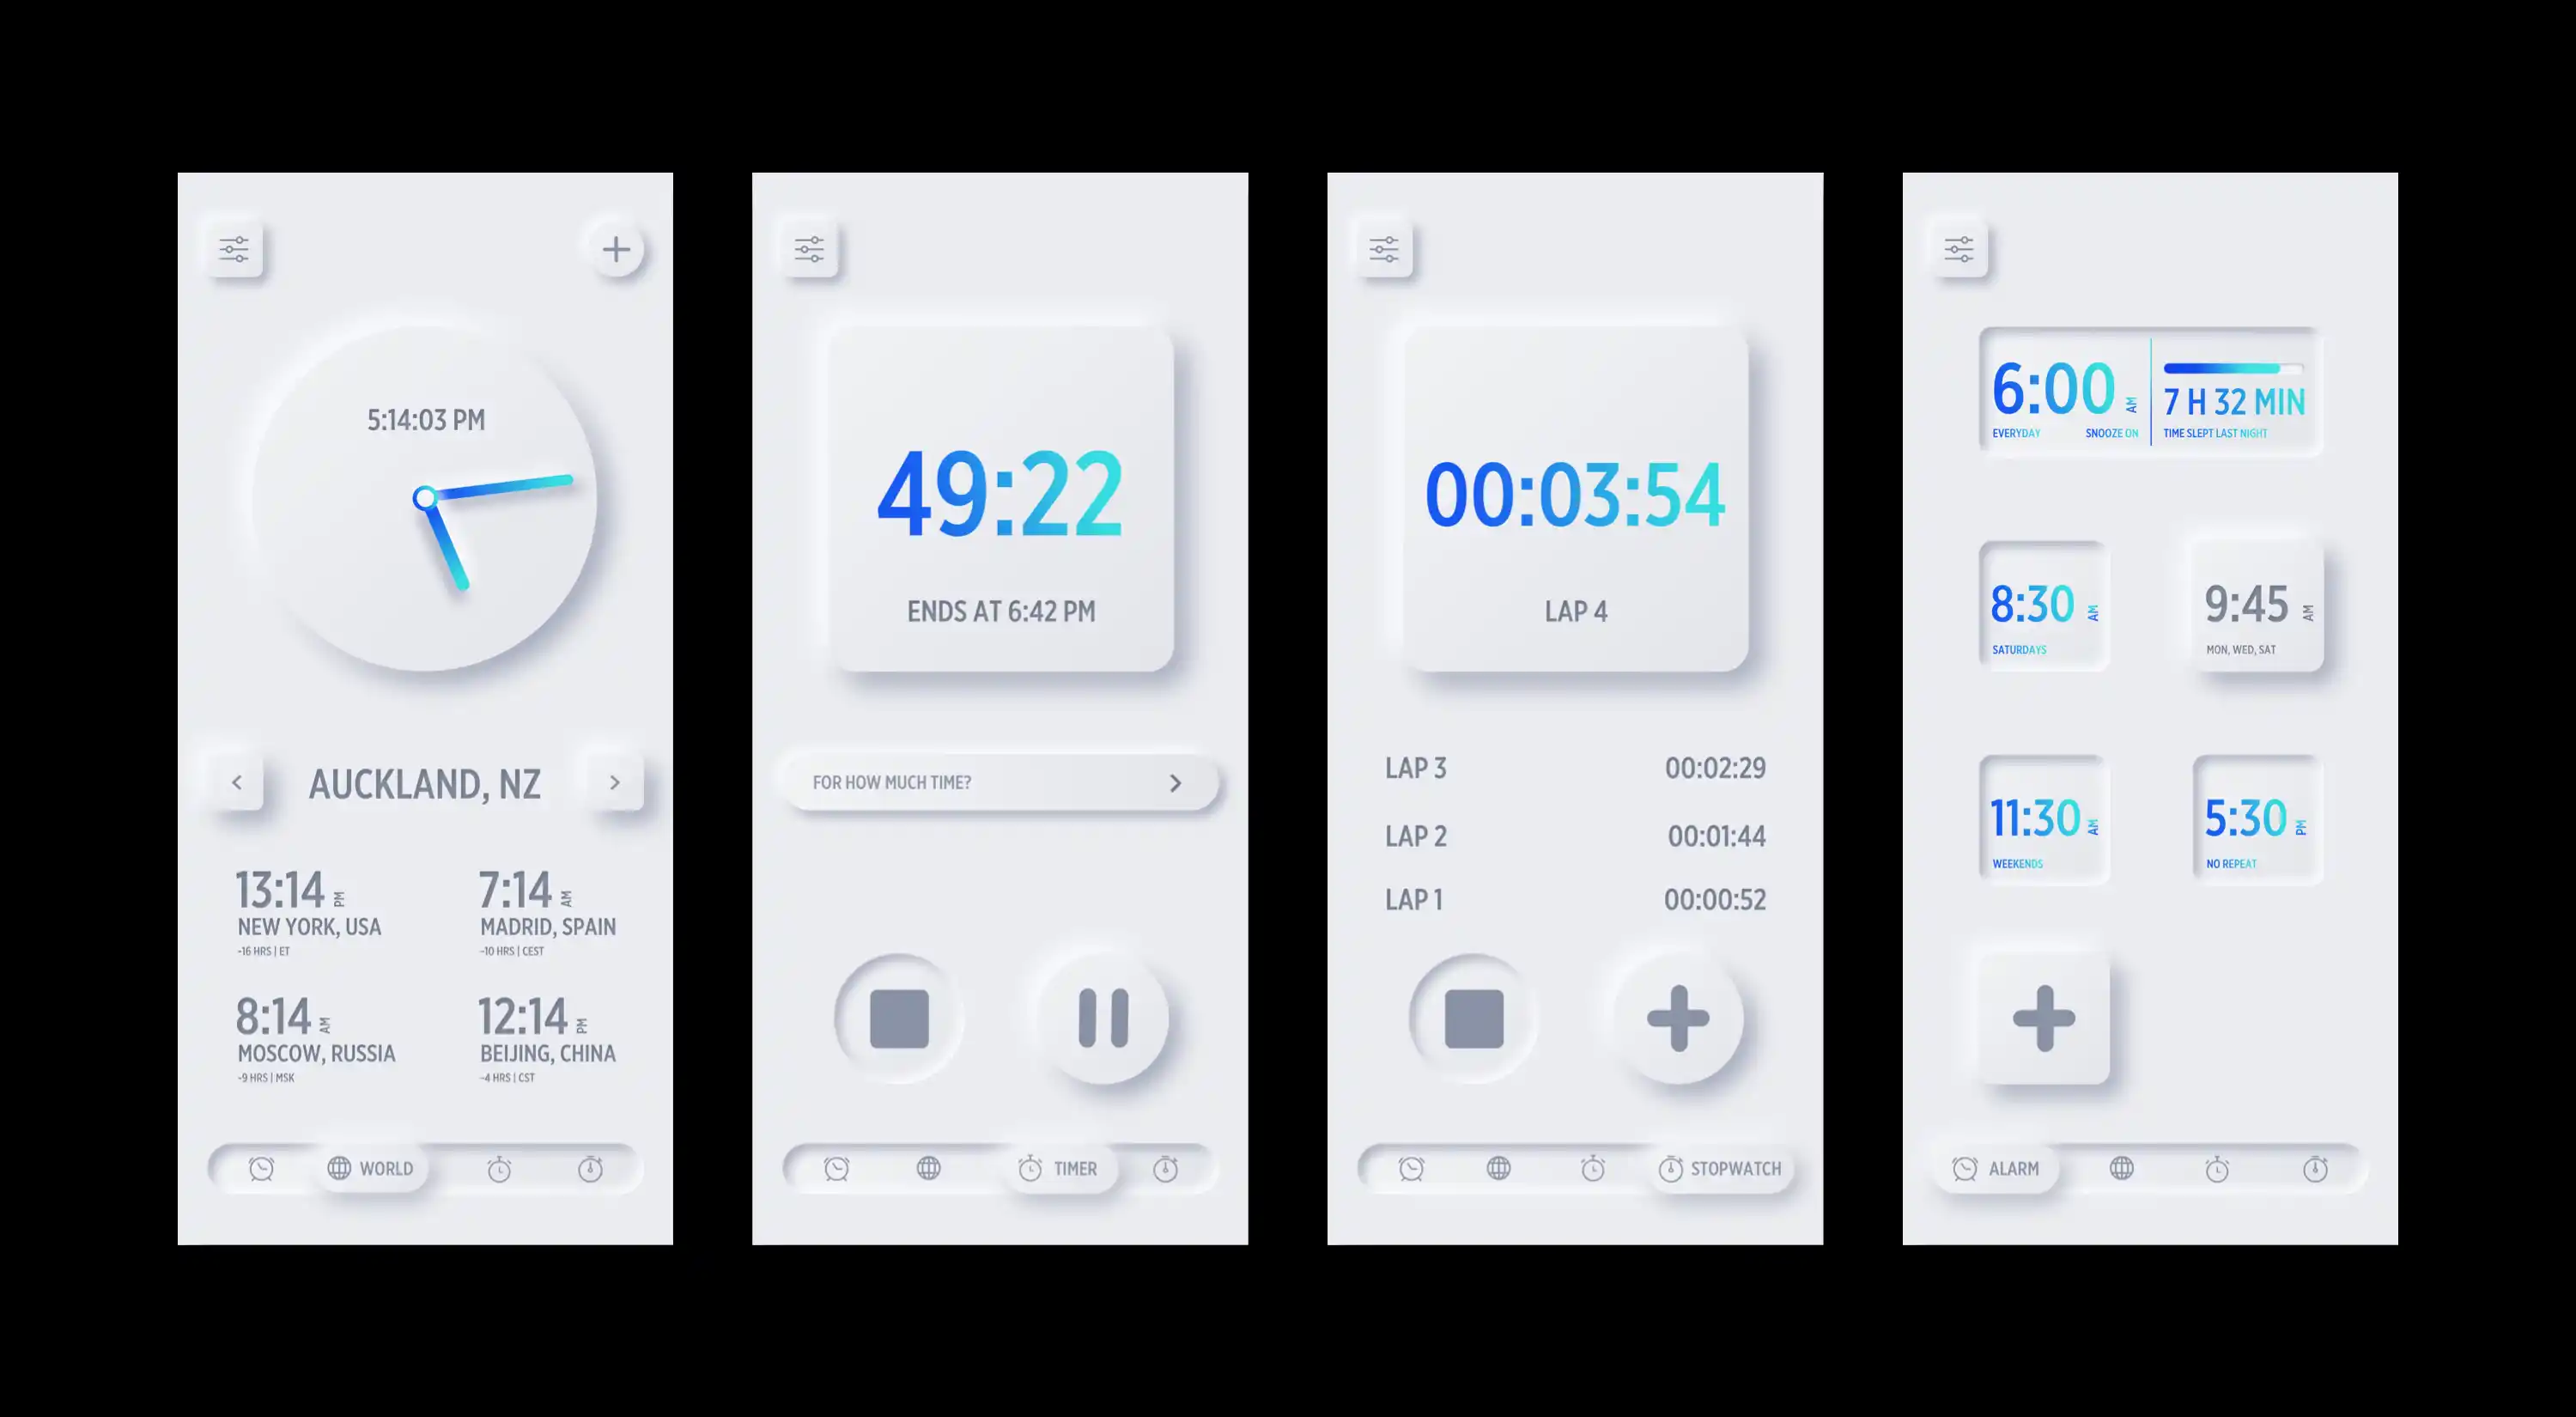 5:14:03 PM
AUCKLAND, NZ
13:14 PM
NEW YORK, USA
-16 HRS | ET
7:14 AM
MADRID, SPAIN
-10 HRS | CEST
8:14 AM
MOSCOW, RUSSIA
-9 HRS | MSK
12:14 PM
BEIJING, CHINA
-4 HRS | CST
WORLD
49:22
ENDS AT 6:42 PM
FOR HOW MUCH TIME?
TIMER
00:03:54
LAP 4
LAP 3 00:02:29
LAP 2 00:01:44
LAP 1 00:00:52
STOPWATCH
6:00 AM
EVERYDAY SNOOZE ON
7 H 32 MIN
TIME SLEPT LAST NIGHT
8:30 AM
SATURDAYS
9:45 AM
MON, WED, SAT
11:30 AM
WEEKENDS
5:30 PM
NO REPEAT
ALARM